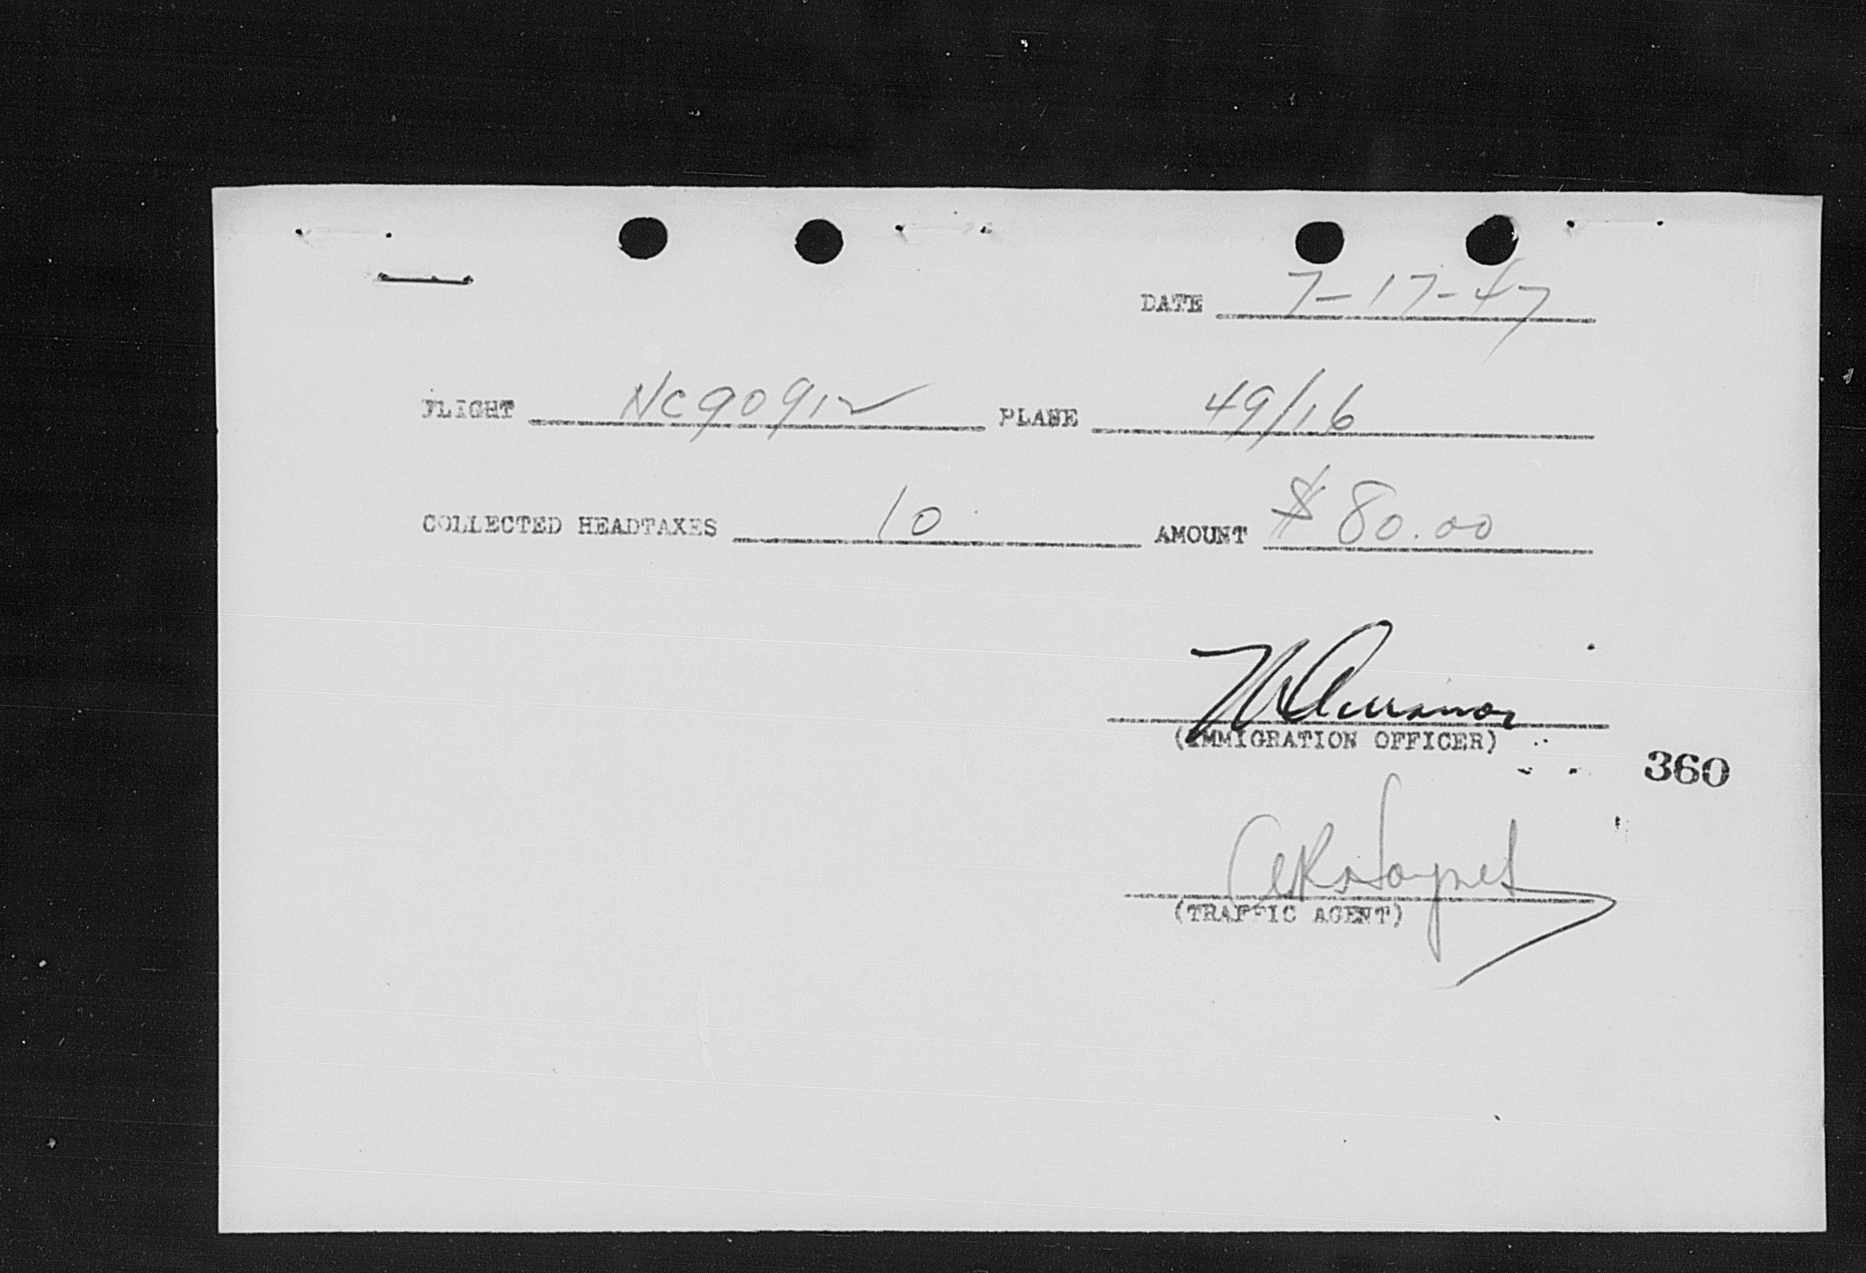 DATE 7-17-47
FLIGHT NC90912 PLANE 49/16
COLLECTED HEADTAXES 10 AMOUNT $80.00
(IMMIGRATION OFFICER)
360
(TRAFFIC AGENT)